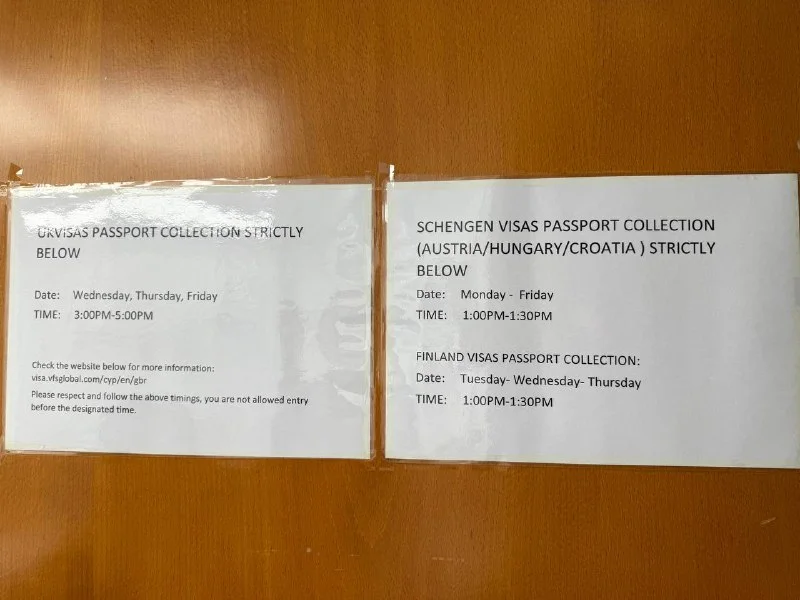 UKVISAS PASSPORT COLLECTION STRICTLY
BELOW
Date: Wednesday, Thursday, Friday
TIME: 3:00PM-5:00PM
Check the website below for more information:
visa.vfsglobal.com/cyp/en/gbr
Please respect and follow the above timings, you are not allowed entry
before the designated time.
SCHENGEN VISAS PASSPORT COLLECTION
(AUSTRIA/HUNGARY/CROATIA ) STRICTLY
BELOW
Date: Monday - Friday
TIME: 1:00PM-1:30PM
FINLAND VISAS PASSPORT COLLECTION:
Date: Tuesday- Wednesday- Thursday
TIME: 1:00PM-1:30PM